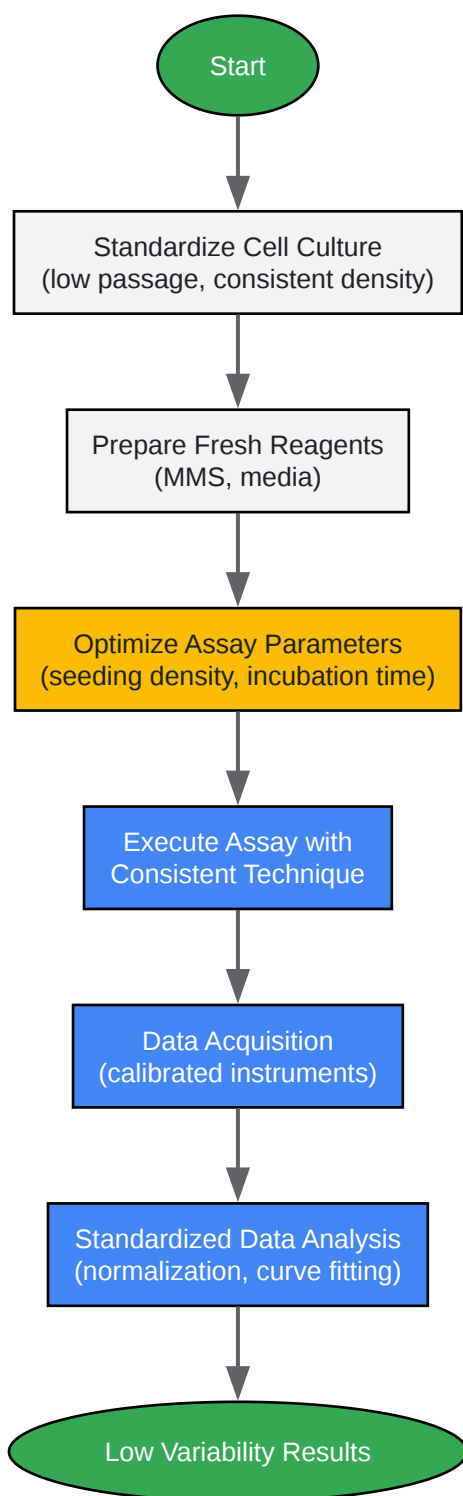 Start
Standardize Cell Culture
(low passage, consistent density)
Prepare Fresh Reagents
(MMS, media)
Optimize Assay Parameters
(seeding density, incubation time)
Execute Assay with
Consistent Technique
Data Acquisition
(calibrated instruments)
Standardized Data Analysis
(normalization, curve fitting)
Low Variability Results